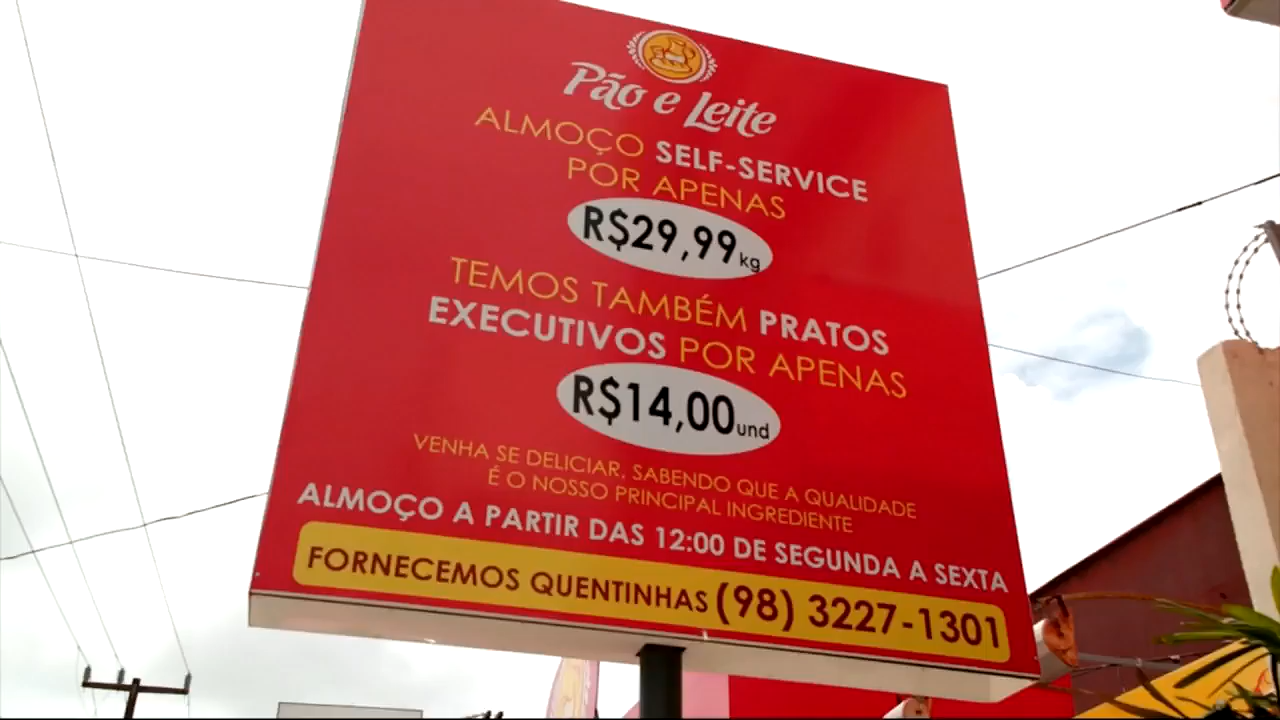 Pão e Leite
ALMOÇO SELF-SERVICE
POR APENAS
R$29,99kg
TEMOS TAMBÉM PRATOS
EXECUTIVOS POR APENAS
R$14,00und
VENHA SE DELICIAR, SABENDO QUE A QUALIDADE
É O NOSSO PRINCIPAL INGREDIENTE
ALMOÇO A PARTIR DAS 12:00 DE SEGUNDA A SEXTA
FORNECEMOS QUENTINHAS (98) 3227-1301